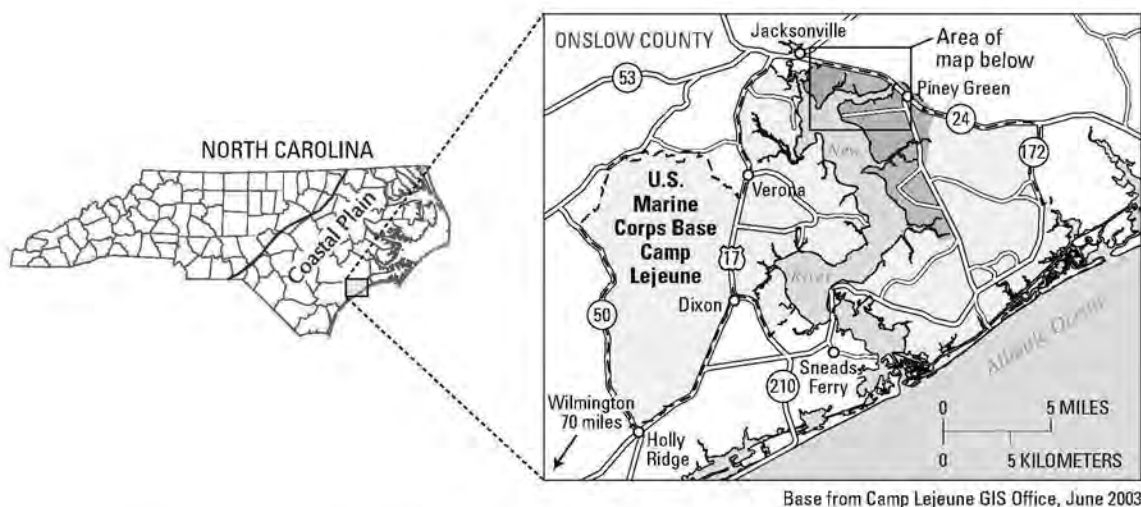 NORTH CAROLINA
Coastal Plain
ONSLOW COUNTY
Jacksonville
Area of
map below
Piney Green
53
24
172
New
Verona
U.S.
Marine
Corps Base
Camp
Lejeune
17
River
Dixon
50
Sneads
Ferry
210
Atlantic Ocean
Wilmington
70 miles
Holly
Ridge
0 5 MILES
0 5 KILOMETERS
Base from Camp Lejeune GIS Office, June 2003